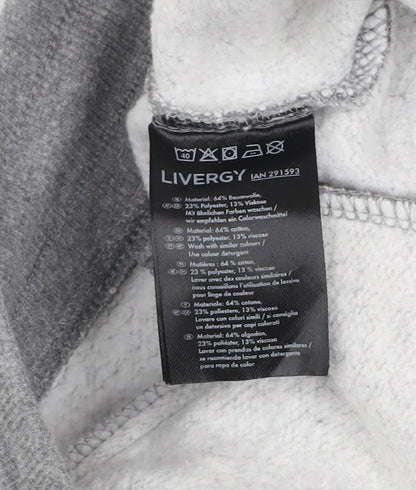 40
LIVERGY IAN 291593
Material: 64% Baumwolle,
23% Polyester, 13% Viskose
Mit ähnlichen Farben waschen /
wir empfehlen ein Colorwaschmittel
Material: 64% cotton,
23% polyester, 13% viscose
Wash with similar colours /
Use colour detergent
Matières : 64 % coton,
23 % polyester, 13 % viscose
Laver avec des couleurs similaires /
nous conseillons l'utilisation de lessive
pour linge de couleur
Materiale: 64% cotone,
23% poliestere, 13% viscosa
Lavare con colori simili / si consiglia
un detersivo per capi colorati
Material: 64% algodón,
23% poliéster, 13% viscosa
Lavar con prendas de colores similares /
se recomienda lavar con detergente
para ropa de color